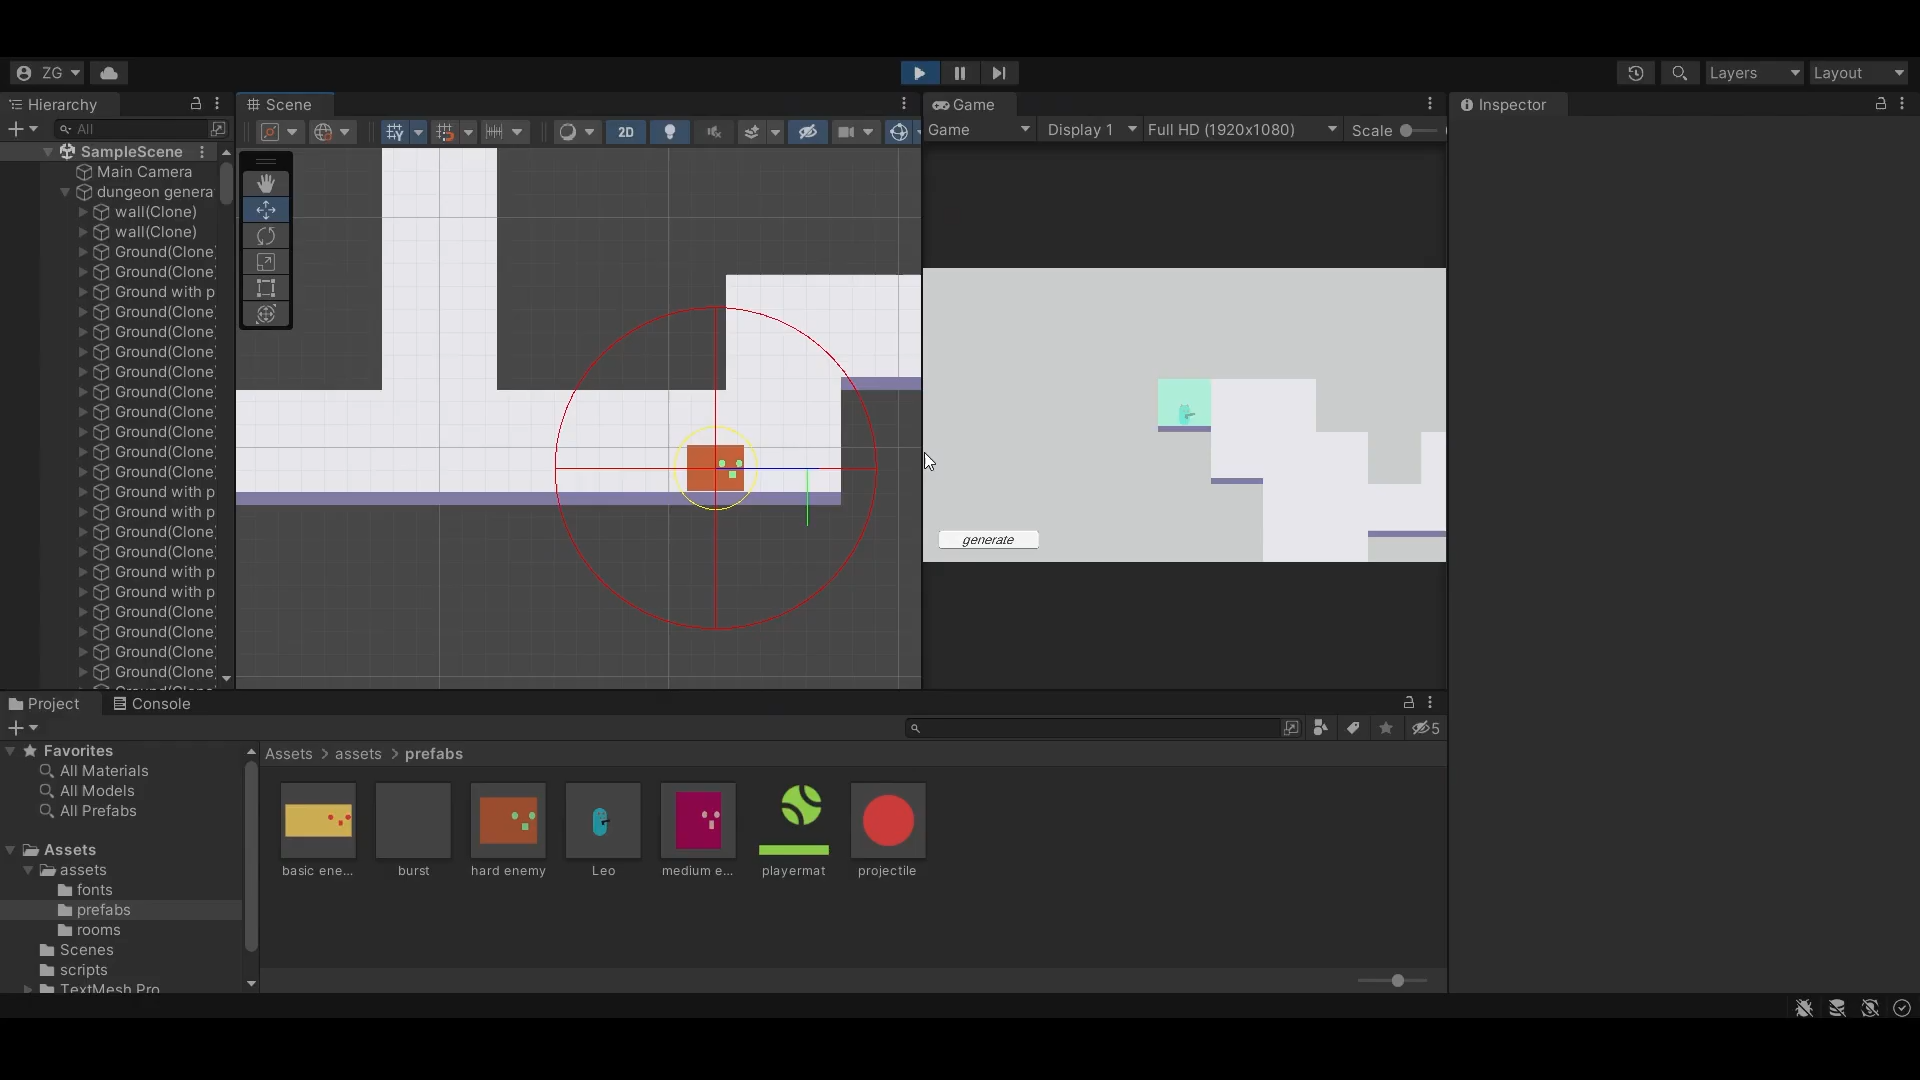 ZG
Layers
Layout
Hierarchy
Scene
Game
Inspector
All
2D
Game
Display 1
Full HD (1920x1080)
Scale
SampleScene
Main Camera
dungeon genera
wall(Clone)
wall(Clone)
Ground(Clone)
Ground(Clone)
Ground with p
Ground(Clone)
Ground(Clone)
Ground(Clone)
Ground(Clone)
Ground(Clone)
Ground(Clone)
Ground(Clone)
Ground(Clone)
Ground(Clone)
Ground with p
Ground with p
Ground(Clone)
Ground(Clone)
Ground with p
Ground with p
Ground(Clone)
Ground(Clone)
Ground(Clone)
Ground(Clone)
generate
Project
Console
5
Favorites
All Materials
All Models
All Prefabs
Assets
assets
fonts
prefabs
rooms
Scenes
scripts
TextMesh Pro
Assets > assets > prefabs
basic ene...
burst
hard enemy
Leo
medium e...
playermat
projectile